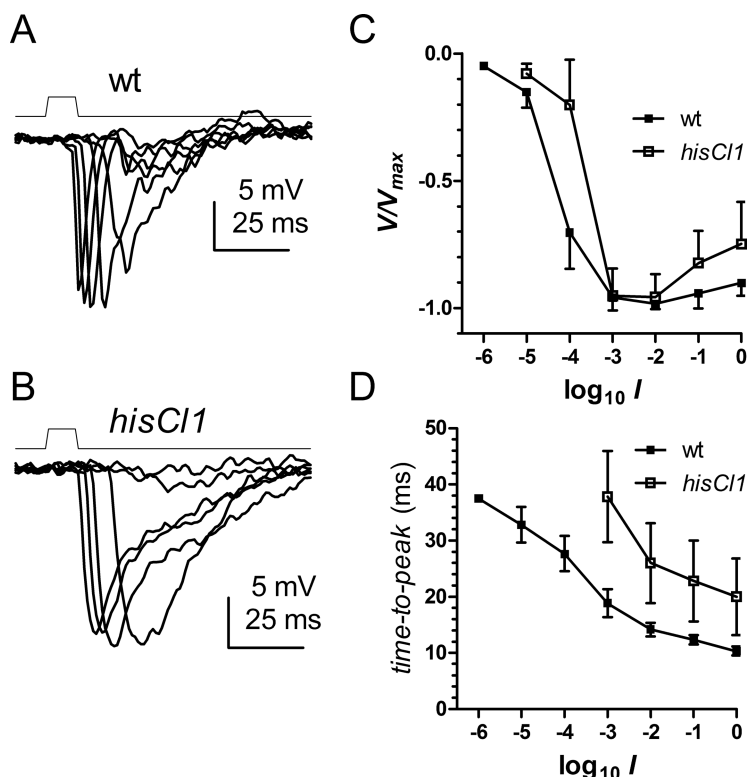 A
wt
5 mV
25 ms
B
hisCl1
5 mV
25 ms
C
V/Vmax
0.0
-0.5
-1.0
wt
hisCl1
-6 -5 -4 -3 -2 -1 0
log10 I
D
time-to-peak (ms)
50
40
30
20
10
0
wt
hisCl1
-6 -5 -4 -3 -2 -1 0
log10 I